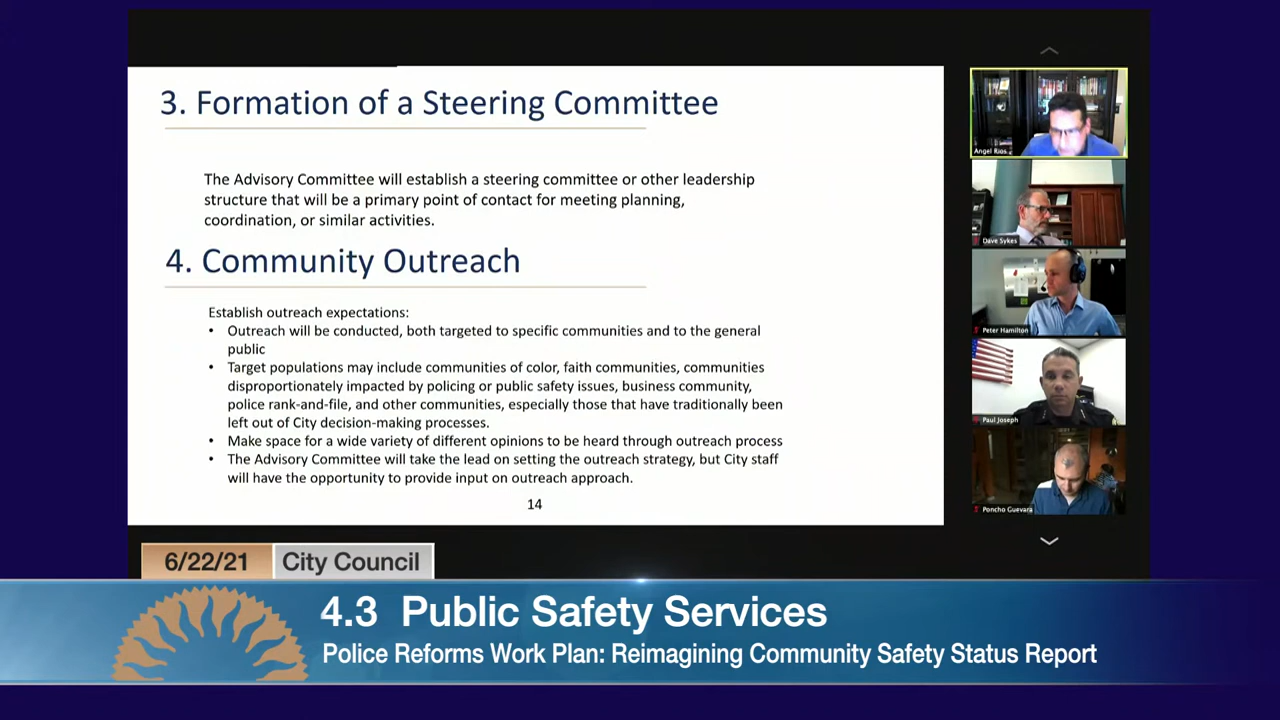 3. Formation of a Steering Committee
The Advisory Committee will establish a steering committee or other leadership
structure that will be a primary point of contact for meeting planning,
coordination, or similar activities.
4. Community Outreach
Establish outreach expectations:
• Outreach will be conducted, both targeted to specific communities and to the general
public
• Target populations may include communities of color, faith communities, communities
disproportionately impacted by policing or public safety issues, business community,
police rank-and-file, and other communities, especially those that have traditionally been
left out of City decision-making processes.
• Make space for a wide variety of different opinions to be heard through outreach process
• The Advisory Committee will take the lead on setting the outreach strategy, but City staff
will have the opportunity to provide input on outreach approach.
14
Angel Rios
Dave Sykes
Peter Hamilton
Paul Joseph
Poncho Guevara
6/22/21 City Council
4.3 Public Safety Services
Police Reforms Work Plan: Reimagining Community Safety Status Report